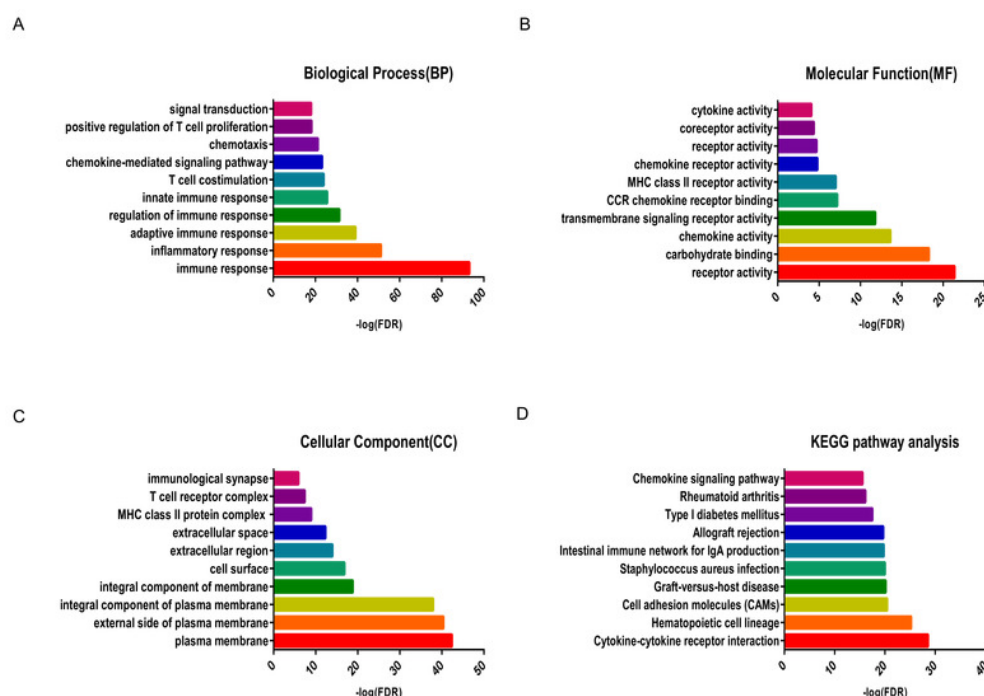 A
Biological Process(BP)
signal transduction
positive regulation of T cell proliferation
chemotaxis
chemokine-mediated signaling pathway
T cell costimulation
innate immune response
regulation of immune response
adaptive immune response
inflammatory response
immune response
0 20 40 60 80 100
-log(FDR)
B
Molecular Function(MF)
cytokine activity
coreceptor activity
receptor activity
chemokine receptor activity
MHC class II receptor activity
CCR chemokine receptor binding
transmembrane signaling receptor activity
chemokine activity
carbohydrate binding
receptor activity
0 5 10 15 20 25
-log(FDR)
C
Cellular Component(CC)
immunological synapse
T cell receptor complex
MHC class II protein complex
extracellular space
extracellular region
cell surface
integral component of membrane
integral component of plasma membrane
external side of plasma membrane
plasma membrane
0 10 20 30 40 50
-log(FDR)
D
KEGG pathway analysis
Chemokine signaling pathway
Rheumatoid arthritis
Type I diabetes mellitus
Allograft rejection
Intestinal immune network for IgA production
Staphylococcus aureus infection
Graft-versus-host disease
Cell adhesion molecules (CAMs)
Hematopoietic cell lineage
Cytokine-cytokine receptor interaction
0 10 20 30 40
-log(FDR)